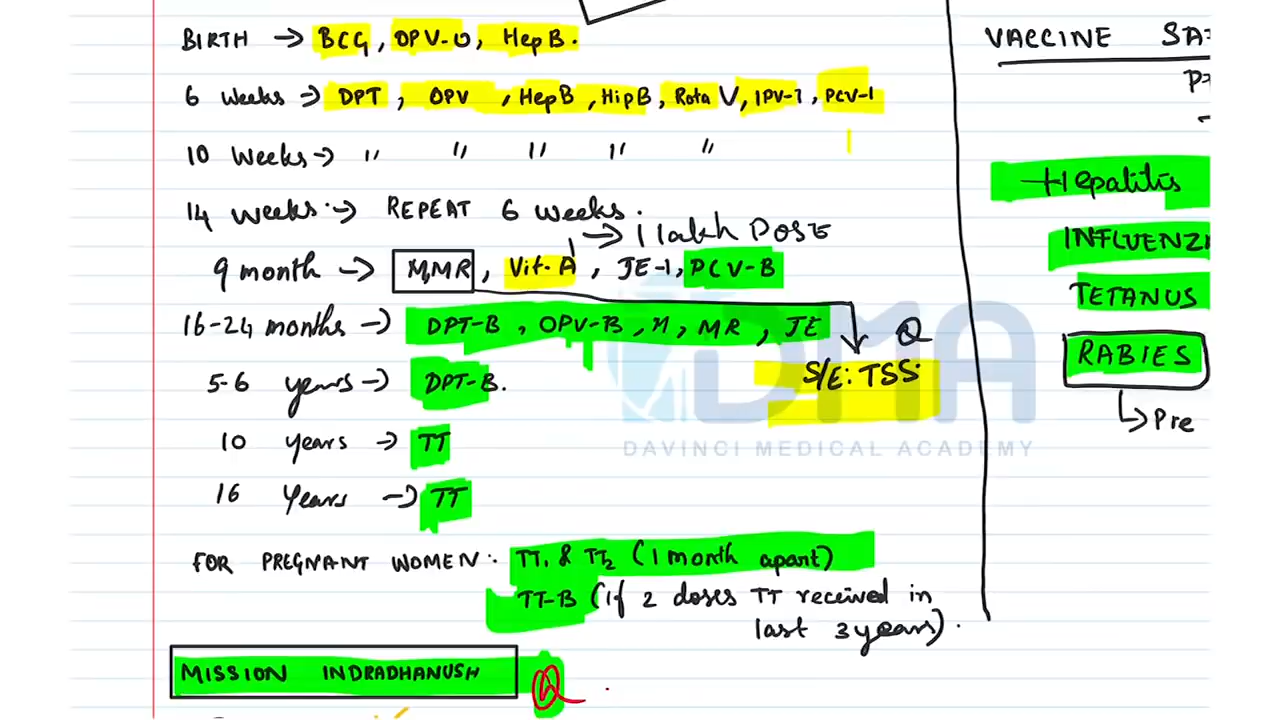 BIRTH → BCG, OPV-0, HepB.
6 weeks → DPT, OPV, HepB, HipB, Rota V, IPV-1, PCV-1
10 weeks → " " " " "
14 weeks → REPEAT 6 weeks.
→ 1 lakh DOSE
9 month → MMR, Vit-A, JE-1, PCV-B
16-24 months → DPT-B, OPV-B, M, MR, JE
Q
S/E: TSS
5-6 years → DPT-B.
10 years → TT
16 Years → TT
FOR PREGNANT WOMEN: TT1 & TT2 (1 month apart)
TT-B (If 2 doses TT received in
last 3 years).
MISSION INDRADHANUSH Q
VACCINE
Hepatitis
INFLUENZ
TETANUS
RABIES
↳ Pre
DMA
DAVINCI MEDICAL ACADEMY